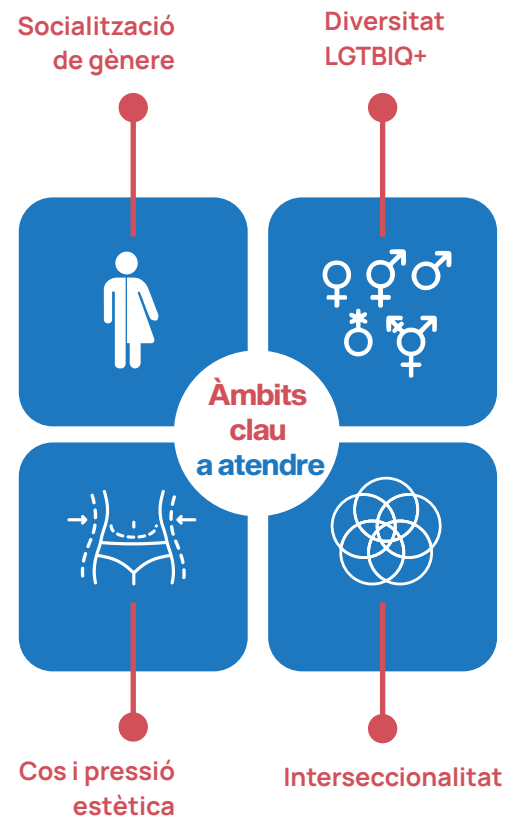 Socialització
de gènere
Diversitat
LGTBIQ+
Àmbits
clau
a atendre
Cos i pressió
estètica
Interseccionalitat